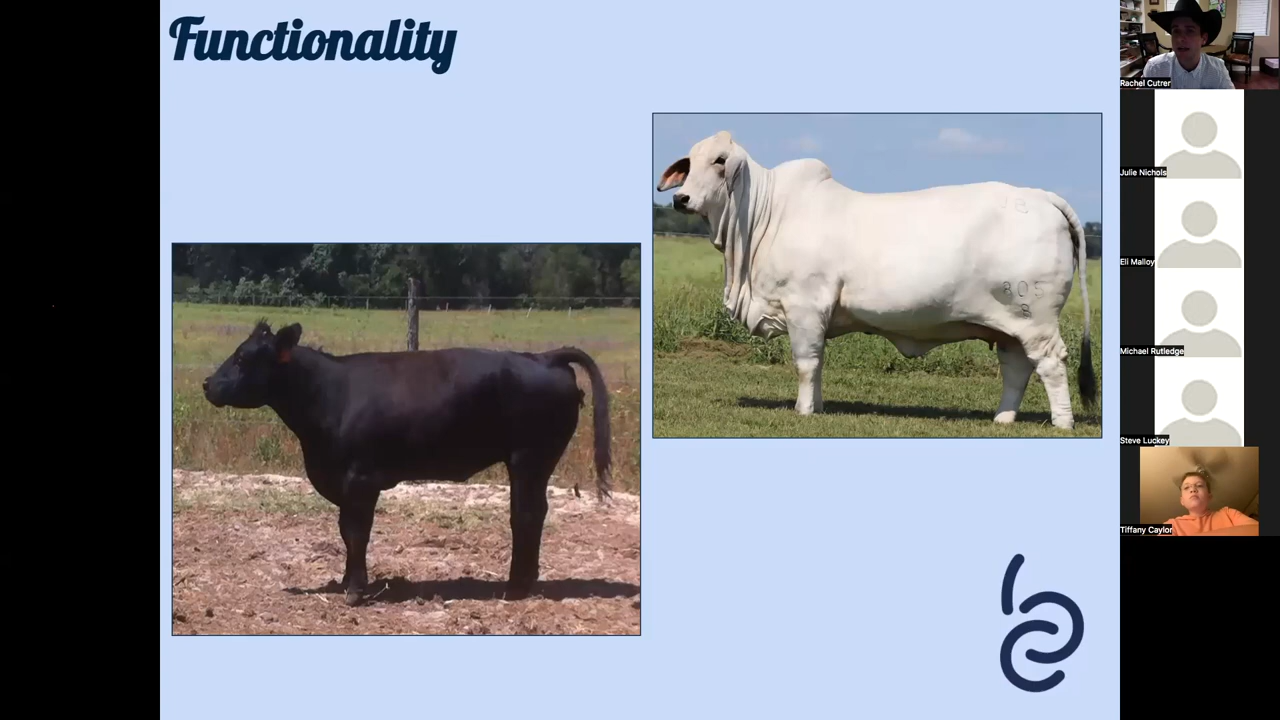 Functionality
Rachel Cutrer
Julie Nichols
Eli Malloy
Michael Rutledge
Steve Luckey
Tiffany Caylor